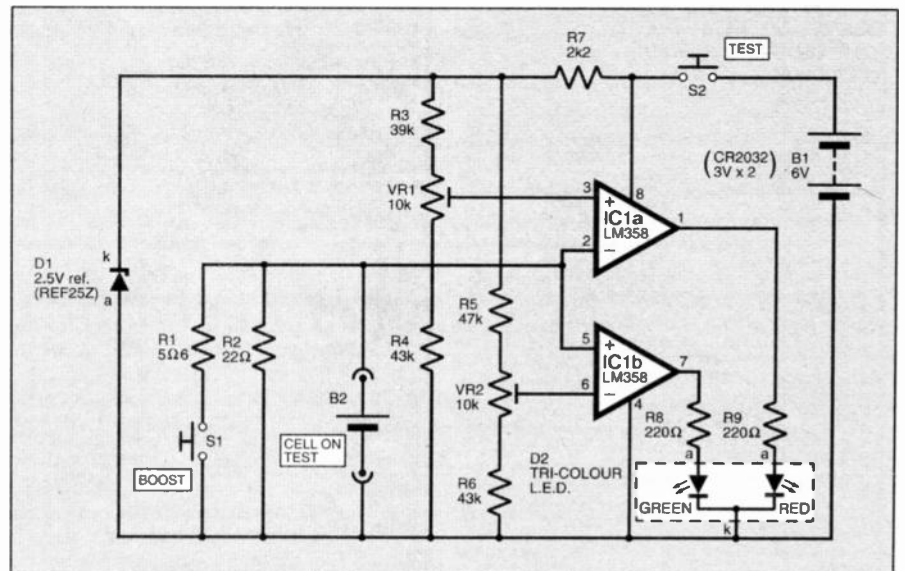 R7
2k2
TEST
S2
R3
39k
VR1
10k
(CR2032
3V x 2)
B1
6V
3
+
8
IC1a
LM358
1
2
−
k
D1
2.5V ref.
(REF25Z)
a
R1
5Ω6
R2
22Ω
B2
CELL ON
TEST
R4
43k
R5
47k
VR2
10k
5
+
IC1b
LM358
7
6
−
4
R8
220Ω
R9
220Ω
S1
BOOST
R6
43k
D2
TRI-COLOUR
L.E.D.
a
a
GREEN
RED
k